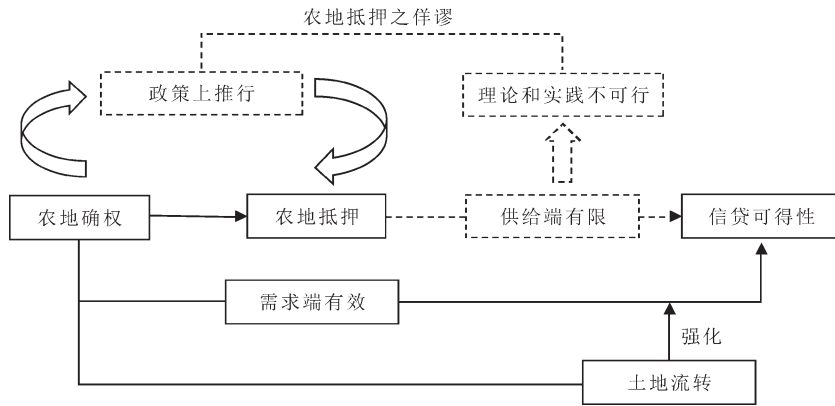 农地抵押之佯谬
政策上推行
理论和实践不可行
农地确权
农地抵押
供给端有限
信贷可得性
需求端有效
强化
土地流转